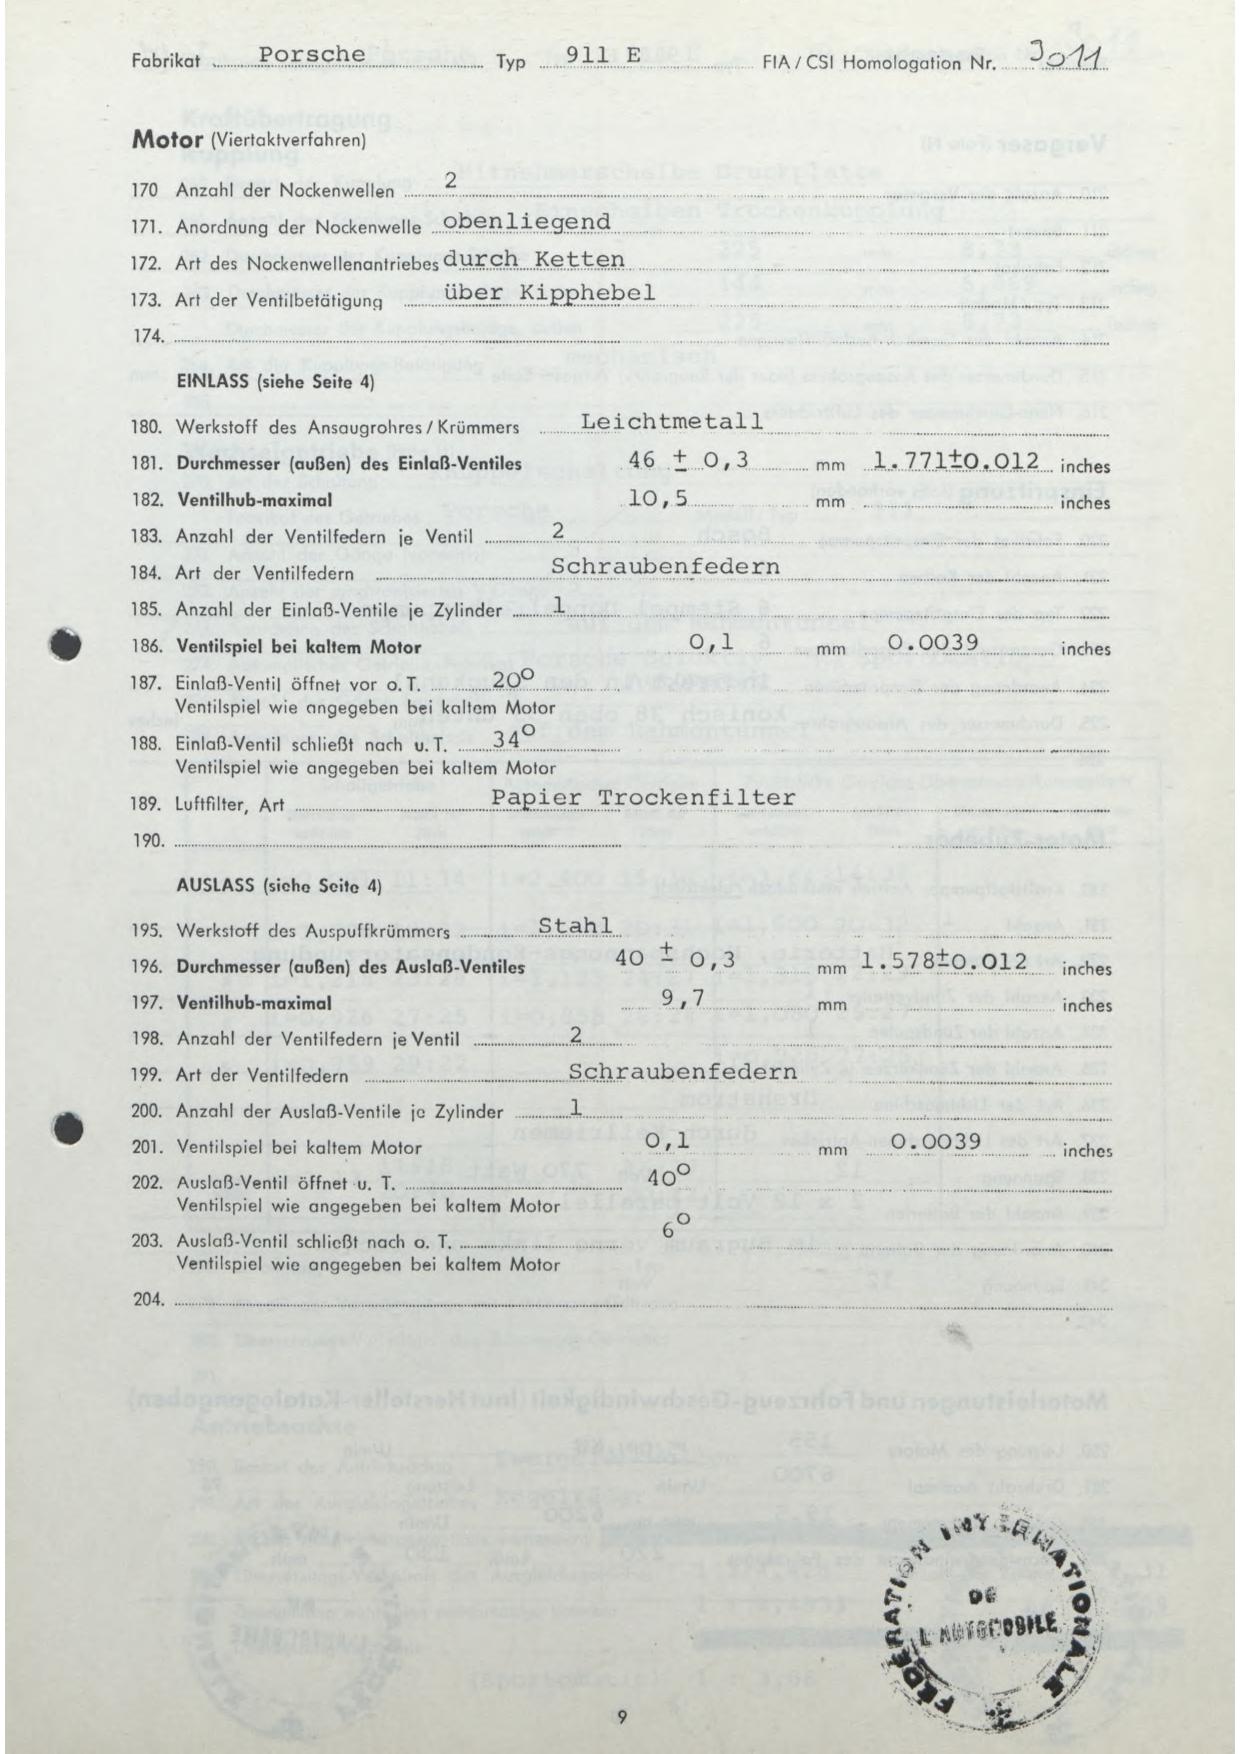 Fabrikat Porsche Typ 911 E FIA / CSI Homologation Nr. 3011
Motor (Viertaktverfahren)
170 Anzahl der Nockenwellen 2
171. Anordnung der Nockenwelle obenliegend
172. Art des Nockenwellenantriebes durch Ketten
173. Art der Ventilbetätigung über Kipphebel
174.
EINLASS (siehe Seite 4)
180. Werkstoff des Ansaugrohres / Krümmers Leichtmetall
181. Durchmesser (außen) des Einlaß-Ventiles 46 ± 0,3 mm 1.771±0.012 inches
182. Ventilhub-maximal 10,5 mm inches
183. Anzahl der Ventilfedern je Ventil 2
184. Art der Ventilfedern Schraubenfedern
185. Anzahl der Einlaß-Ventile je Zylinder 1
186. Ventilspiel bei kaltem Motor 0,1 mm 0.0039 inches
187. Einlaß-Ventil öffnet vor o. T. 20°
Ventilspiel wie angegeben bei kaltem Motor
188. Einlaß-Ventil schließt nach u. T. 34°
Ventilspiel wie angegeben bei kaltem Motor
189. Luftfilter, Art Papier Trockenfilter
190.
AUSLASS (siehe Seite 4)
195. Werkstoff des Auspuffkrümmers Stahl
196. Durchmesser (außen) des Auslaß-Ventiles 40 ± 0,3 mm 1.578±0.012 inches
197. Ventilhub-maximal 9,7 mm inches
198. Anzahl der Ventilfedern je Ventil 2
199. Art der Ventilfedern Schraubenfedern
200. Anzahl der Auslaß-Ventile je Zylinder 1
201. Ventilspiel bei kaltem Motor 0,1 mm 0.0039 inches
202. Auslaß-Ventil öffnet u. T. 40°
Ventilspiel wie angegeben bei kaltem Motor
203. Auslaß-Ventil schließt nach o. T. 6°
Ventilspiel wie angegeben bei kaltem Motor
204.
FÉDÉRATION INTERNATIONALE
DE
L'AUTOMOBILE
9